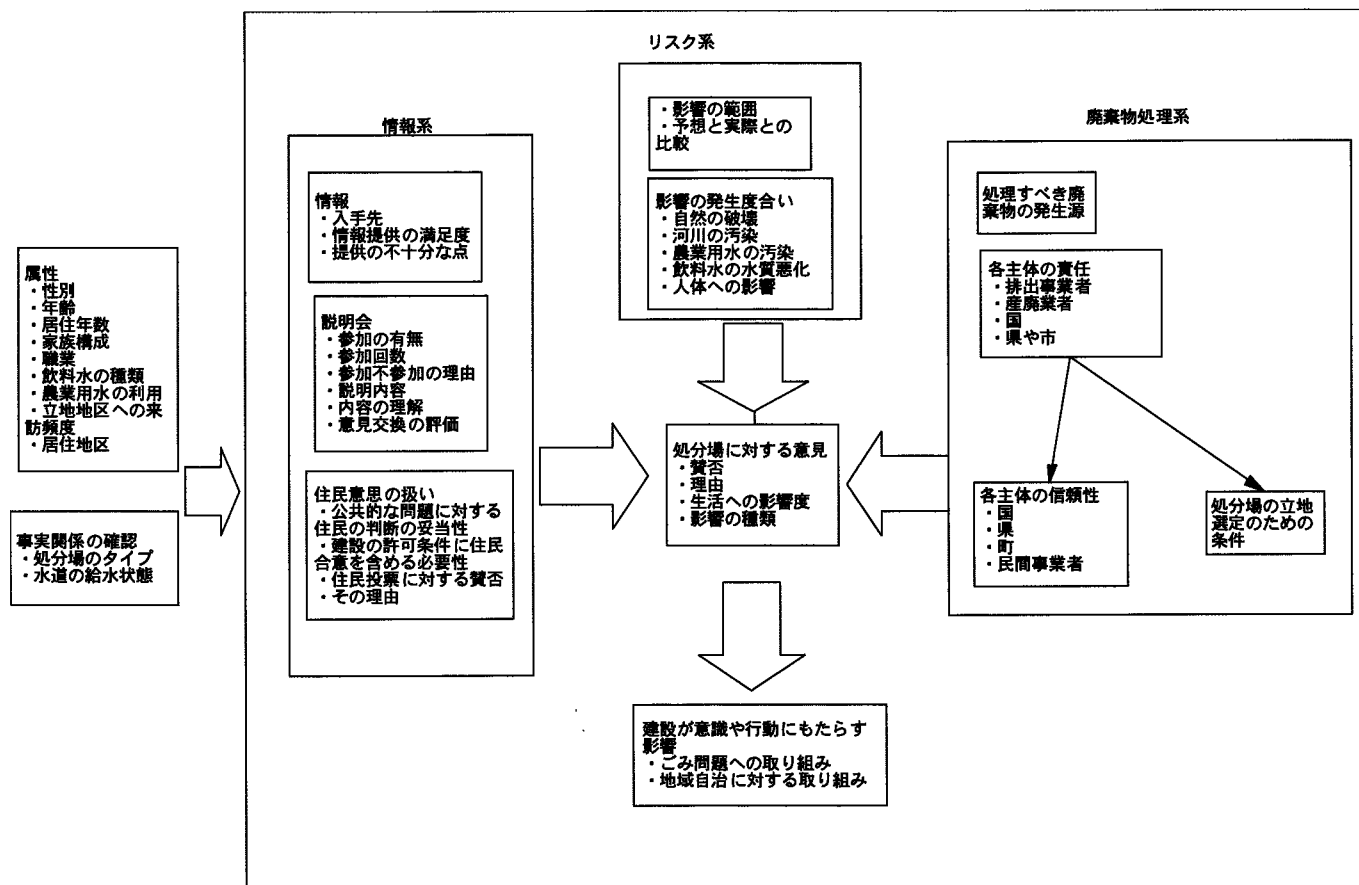 リスク系
・影響の範囲
・予想と実際との
比較
影響の発生度合い
・自然の破壊
・河川の汚染
・農業用水の汚染
・飲料水の水質悪化
・人体への影響
情報系
情報
・入手先
・情報提供の満足度
・提供の不十分な点
説明会
・参加の有無
・参加回数
・参加不参加の理由
・説明内容
・内容の理解
・意見交換の評価
住民意思の扱い
・公共的な問題に対する
住民の判断の妥当性
・建設の許可条件に住民
合意を含める必要性
・住民投票に対する賛否
・その理由
廃棄物処理系
処理すべき廃
棄物の発生源
各主体の責任
・排出事業者
・産廃業者
・国
・県や市
各主体の信頼性
・国
・県
・町
・民間事業者
処分場の立地
選定のための
条件
属性
・性別
・年齢
・居住年数
・家族構成
・職業
・飲料水の種類
・農業用水の利用
・立地地区への来
訪頻度
・居住地区
事実関係の確認
・処分場のタイプ
・水道の給水状態
処分場に対する意見
・賛否
・理由
・生活への影響度
・影響の種類
建設が意識や行動にもたらす
影響
・ごみ問題への取り組み
・地域自治に対する取り組み